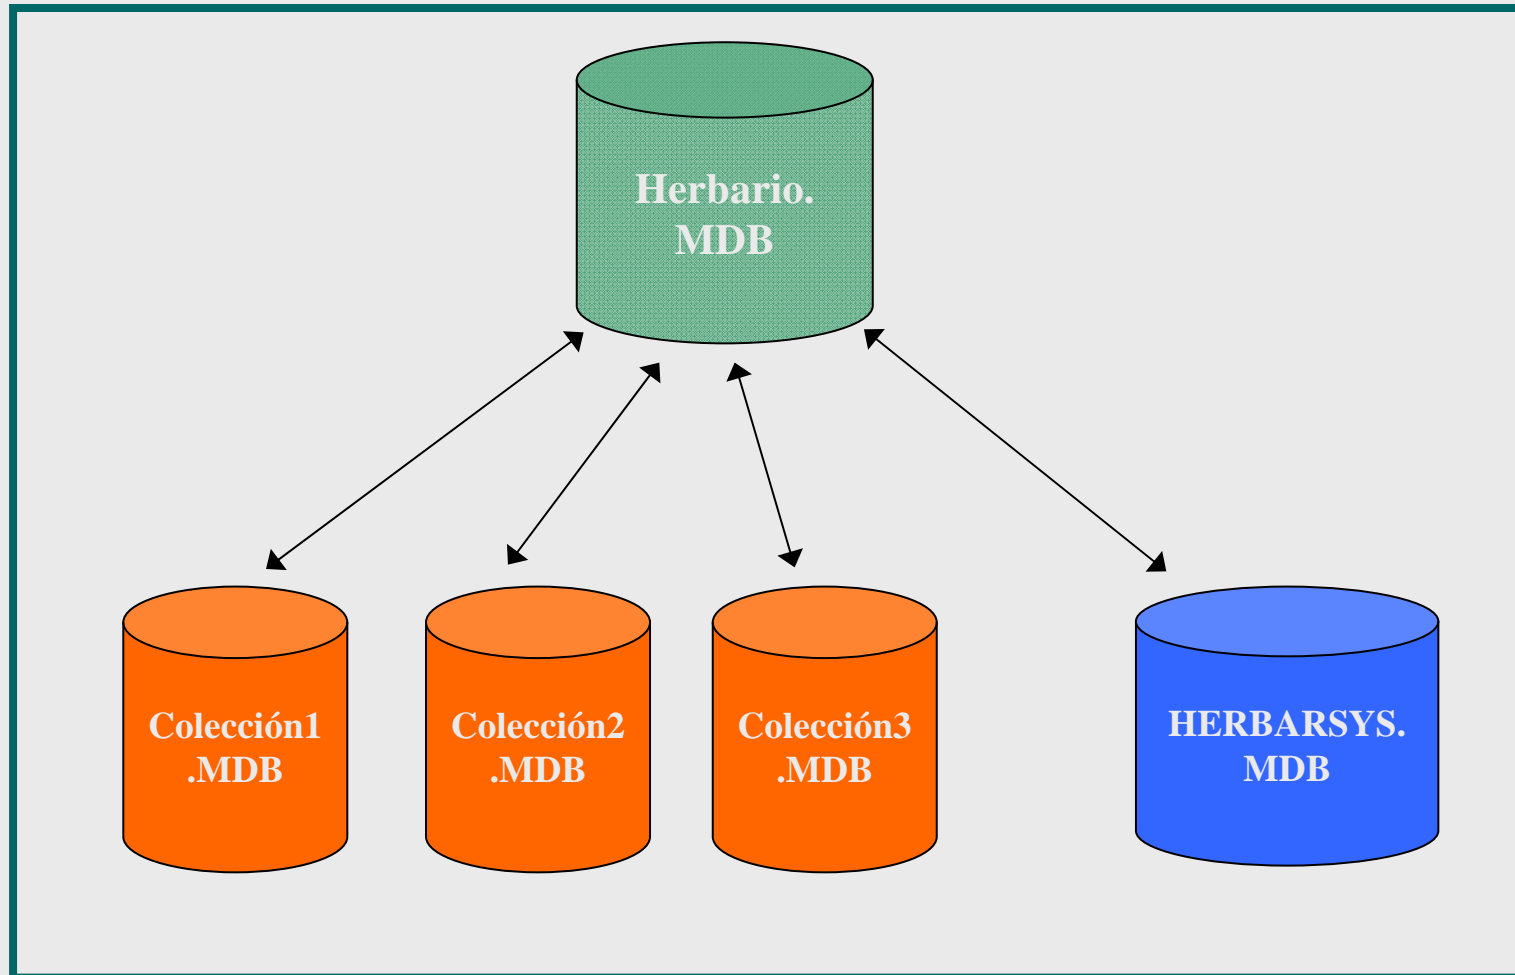 Herbario.
MDB
Colección1
.MDB
Colección2
.MDB
Colección3
.MDB
HERBARSYS.
MDB